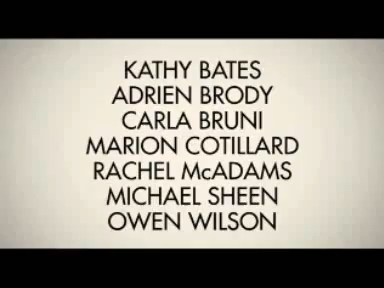 KATHY BATES
ADRIEN BRODY
CARLA BRUNI
MARION COTILLARD
RACHEL McADAMS
MICHAEL SHEEN
OWEN WILSON